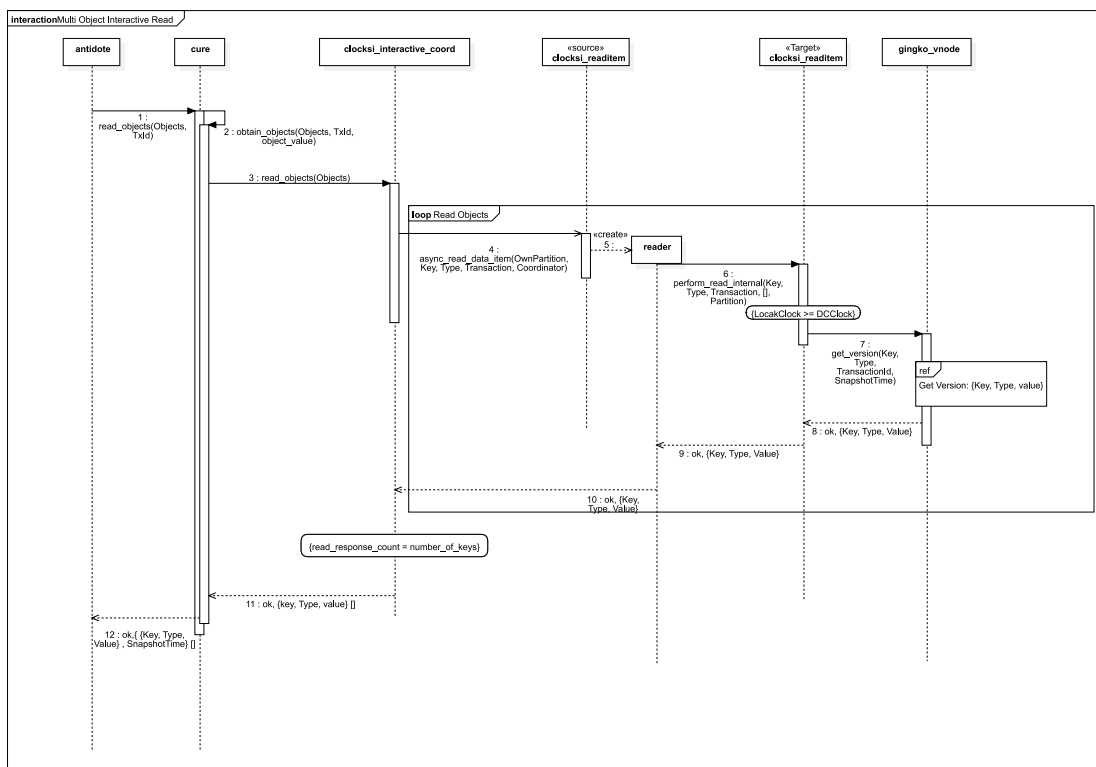 interactionMulti Object Interactive Read
antidote
cure
clocksi_interactive_coord
«source»
clocksi_readitem
«Target»
clocksi_readitem
gingko_vnode
1 :
read_objects(Objects,
TxId)
2 : obtain_objects(Objects, TxId,
object_value)
3 : read_objects(Objects)
loop Read Objects
4 :
async_read_data_item(OwnPartition,
Key, Type, Transaction, Coordinator)
«create»
5 :
reader
6 :
perform_read_internal(Key,
Type, Transaction, [],
Partition)
{LocakClock >= DCClock}
7 :
get_version(Key,
Type,
TransactionId,
SnapshotTime)
ref
Get Version: {Key, Type, value}
8 : ok, {Key, Type, Value}
9 : ok, {Key, Type, Value}
10 : ok, {Key,
Type, Value}
{read_response_count = number_of_keys}
11 : ok, {key, Type, value} []
12 : ok,{ {Key, Type,
Value} , SnapshotTime} []